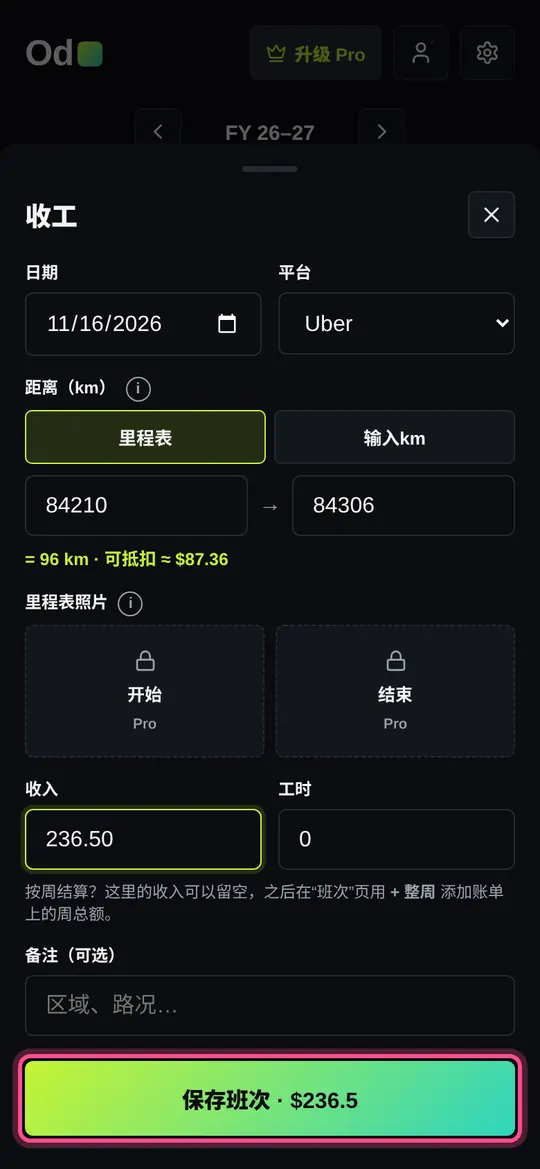 Od
升级 Pro
FY 26–27
收工
日期
平台
11/16/2026
Uber
距离（km）
i
里程表
输入km
84210
→
84306
= 96 km · 可抵扣 ≈ $87.36
里程表照片
i
开始
Pro
结束
Pro
收入
工时
236.50
0
按周结算？这里的收入可以留空，之后在“班次”页用 + 整周 添加账单
上的周总额。
备注（可选）
区域、路况…
保存班次 · $236.5